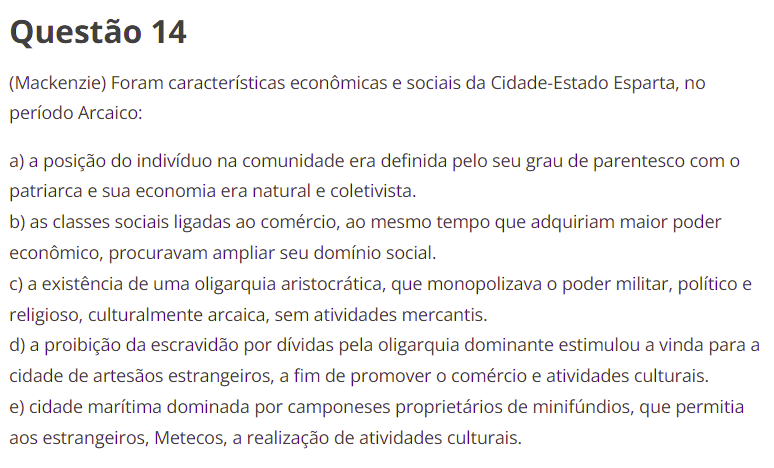 Questão 14
(Mackenzie) Foram características econômicas e sociais da Cidade-Estado Esparta, no
período Arcaico:
a) a posição do indivíduo na comunidade era definida pelo seu grau de parentesco com o
patriarca e sua economia era natural e coletivista.
b) as classes sociais ligadas ao comércio, ao mesmo tempo que adquiriam maior poder
econômico, procuravam ampliar seu domínio social.
c) a existência de uma oligarquia aristocrática, que monopolizava o poder militar, político e
religioso, culturalmente arcaica, sem atividades mercantis.
d) a proibição da escravidão por dívidas pela oligarquia dominante estimulou a vinda para a
cidade de artesãos estrangeiros, a fim de promover o comércio e atividades culturais.
e) cidade marítima dominada por camponeses proprietários de minifúndios, que permitia
aos estrangeiros, Metecos, a realização de atividades culturais.